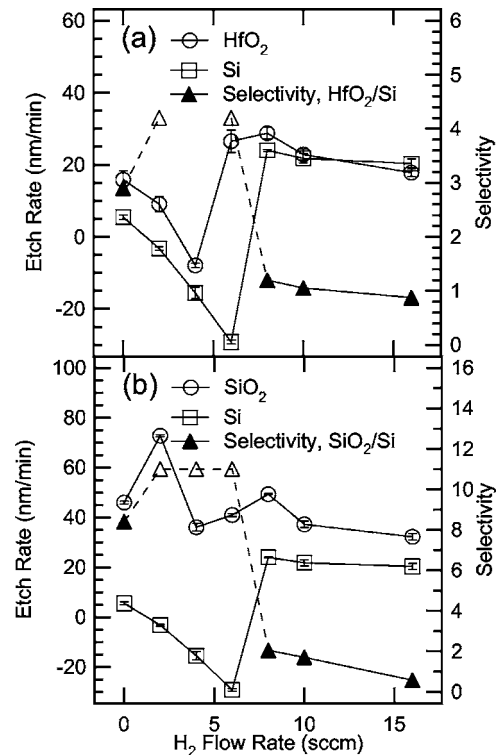 (a)
HfO2
Si
Selectivity, HfO2/Si
Etch Rate (nm/min)
60
40
20
0
-20
Selectivity
6
5
4
3
2
1
0
(b)
SiO2
Si
Selectivity, SiO2/Si
Etch Rate (nm/min)
100
80
60
40
20
0
-20
Selectivity
16
14
12
10
8
6
4
2
0
0 5 10 15
H2 Flow Rate (sccm)